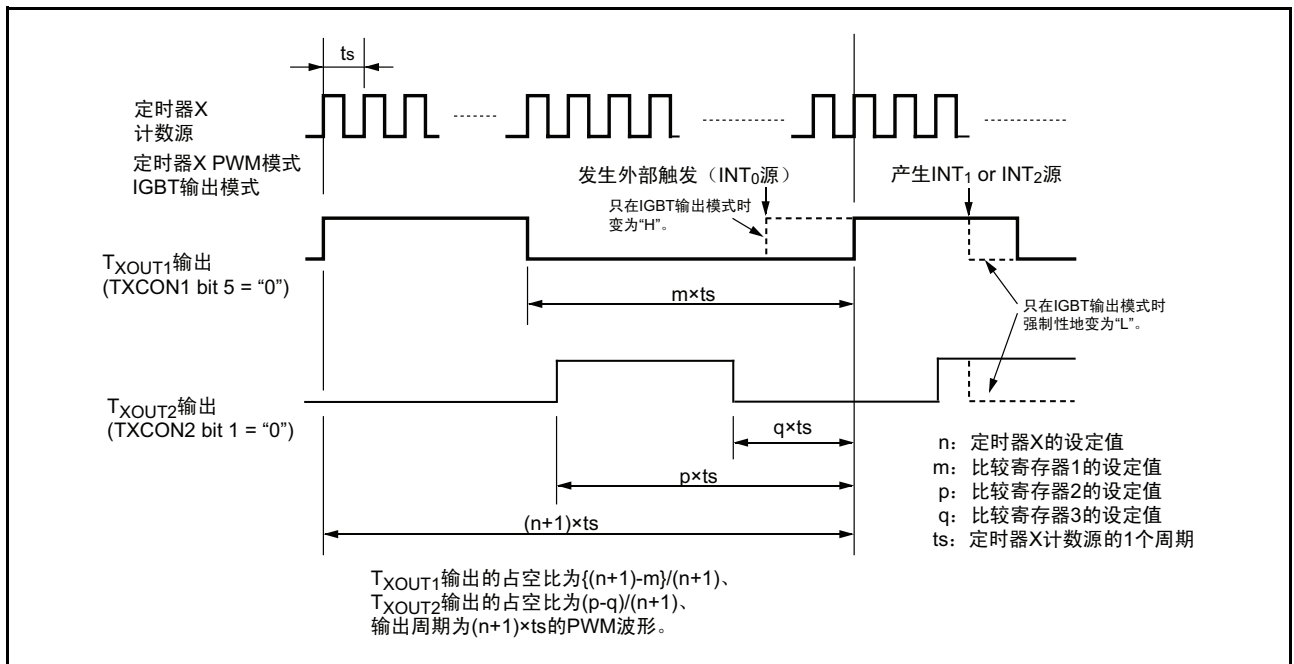 ts
定时器X
计数源
定时器X PWM模式
IGBT输出模式
发生外部触发（INT0源）
产生INT1 or INT2源
只在IGBT输出模式时
变为“H”。
TXOUT1输出
(TXCON1 bit 5 = “0”)
m×ts
只在IGBT输出模式时
强制性地变为“L”。
TXOUT2输出
(TXCON2 bit 1 = “0”)
q×ts
p×ts
(n+1)×ts
n：定时器X的设定值
m：比较寄存器1的设定值
p：比较寄存器2的设定值
q：比较寄存器3的设定值
ts：定时器X计数源的1个周期
TXOUT1输出的占空比为{(n+1)-m}/(n+1)、
TXOUT2输出的占空比为(p-q)/(n+1)、
输出周期为(n+1)×ts的PWM波形。